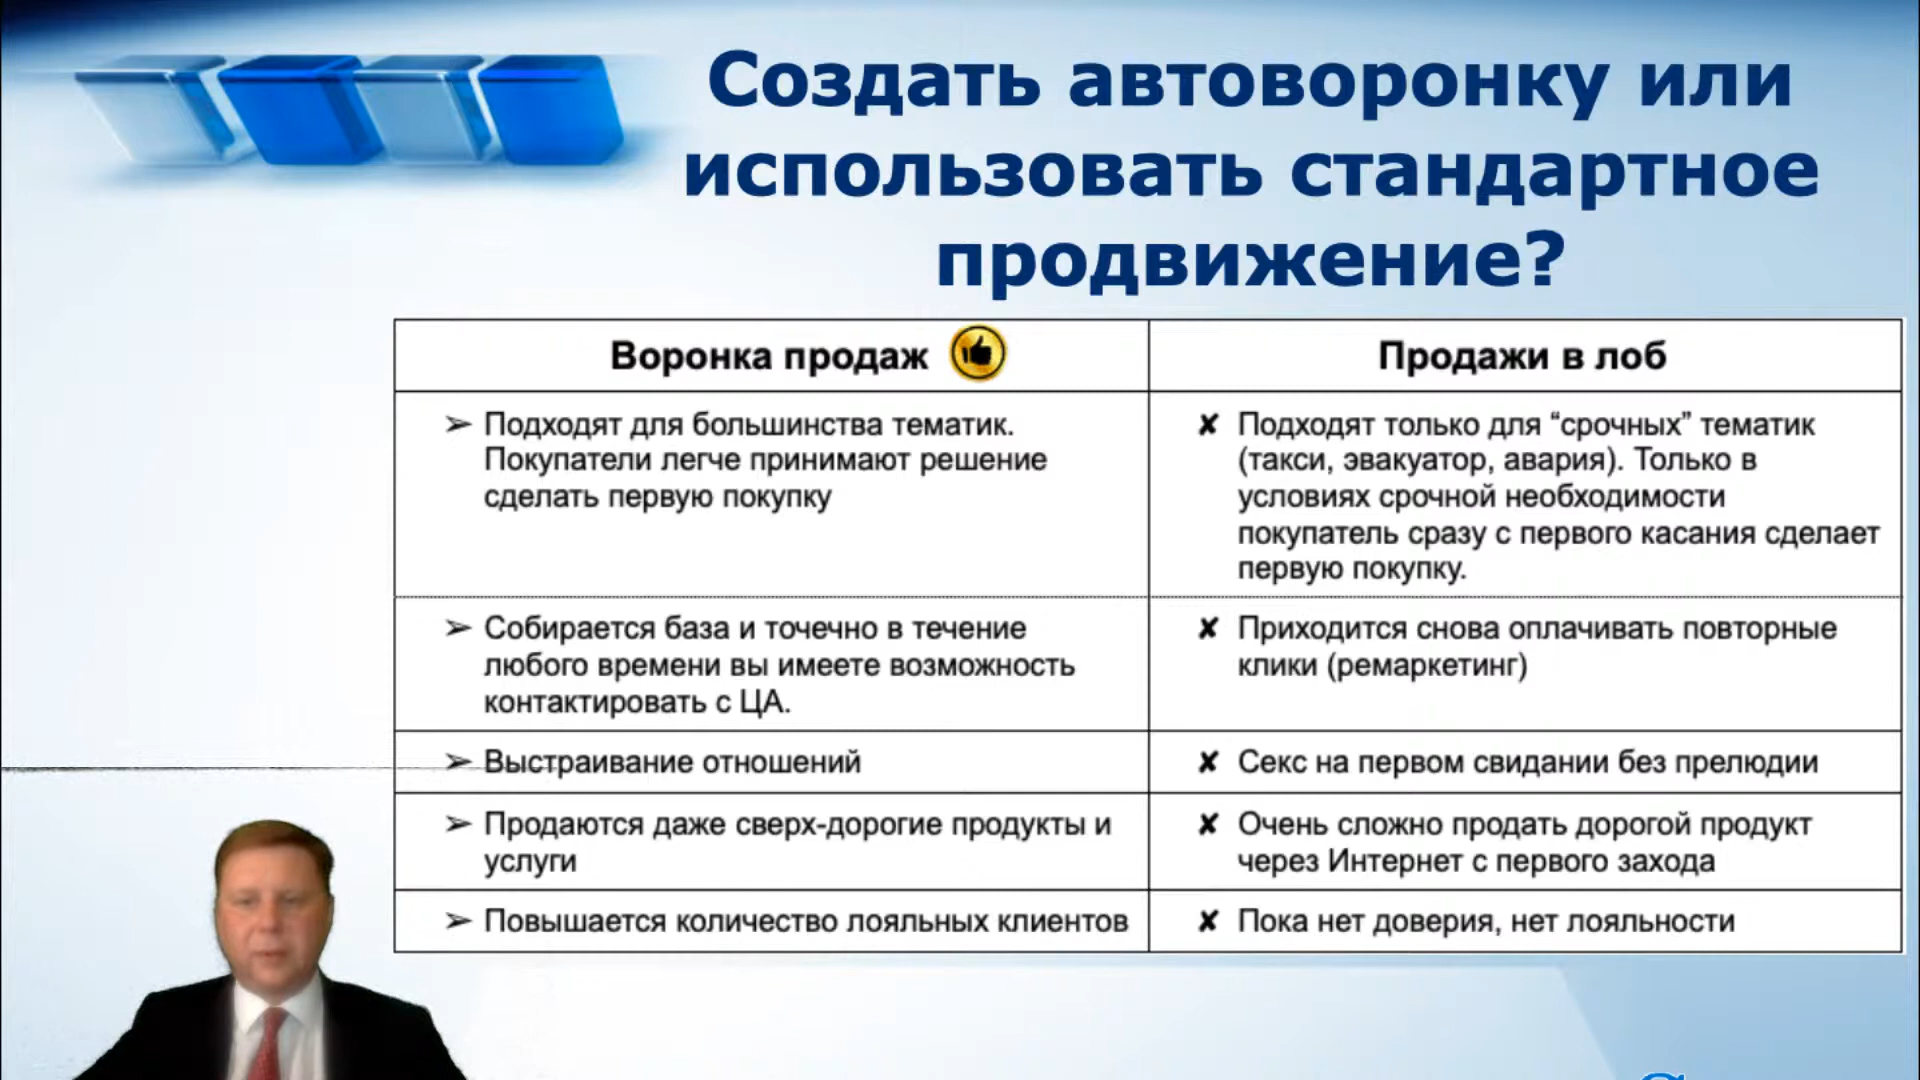 Создать автоворонку или
использовать стандартное
продвижение?
Воронка продаж
Продажи в лоб
➢ Подходят для большинства тематик.
Покупатели легче принимают решение
сделать первую покупку
✘ Подходят только для “срочных” тематик
(такси, эвакуатор, авария). Только в
условиях срочной необходимости
покупатель сразу с первого касания сделает
первую покупку.
➢ Собирается база и точечно в течение
любого времени вы имеете возможность
контактировать с ЦА.
✘ Приходится снова оплачивать повторные
клики (ремаркетинг)
➢ Выстраивание отношений
✘ Секс на первом свидании без прелюдии
➢ Продаются даже сверх-дорогие продукты и
услуги
✘ Очень сложно продать дорогой продукт
через Интернет с первого захода
➢ Повышается количество лояльных клиентов
✘ Пока нет доверия, нет лояльности